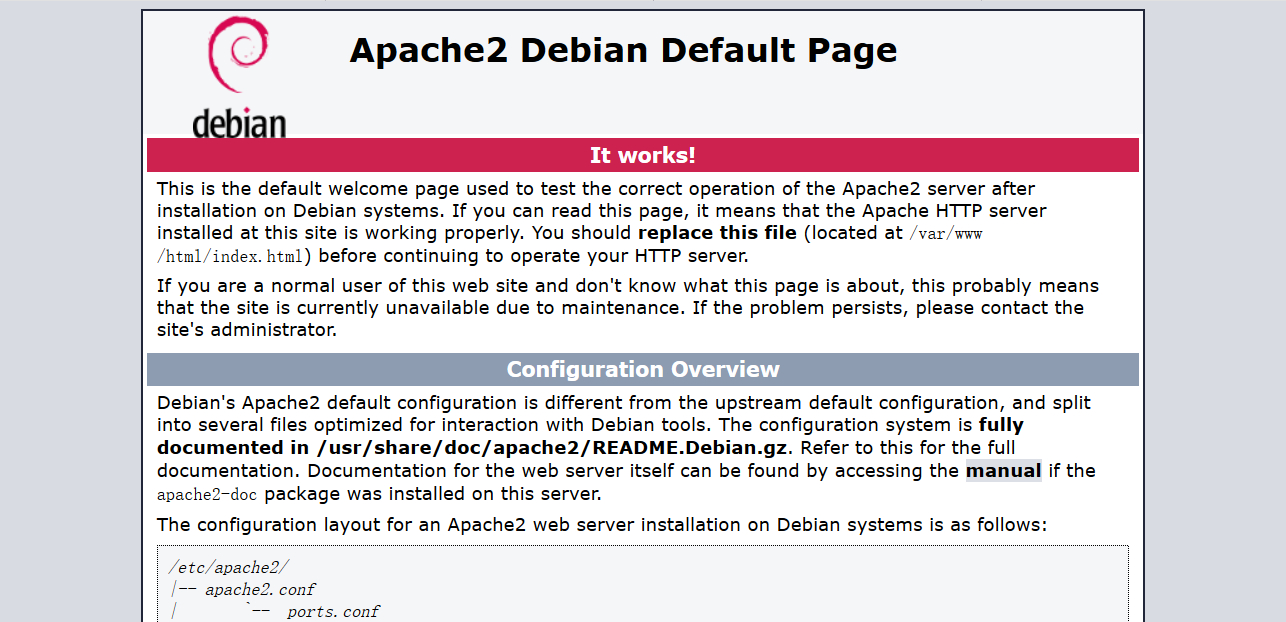 debian
Apache2 Debian Default Page
It works!
This is the default welcome page used to test the correct operation of the Apache2 server after
installation on Debian systems. If you can read this page, it means that the Apache HTTP server
installed at this site is working properly. You should replace this file (located at /var/www
/html/index.html) before continuing to operate your HTTP server.
If you are a normal user of this web site and don't know what this page is about, this probably means
that the site is currently unavailable due to maintenance. If the problem persists, please contact the
site's administrator.
Configuration Overview
Debian's Apache2 default configuration is different from the upstream default configuration, and split
into several files optimized for interaction with Debian tools. The configuration system is fully
documented in /usr/share/doc/apache2/README.Debian.gz. Refer to this for the full
documentation. Documentation for the web server itself can be found by accessing the manual if the
apache2-doc package was installed on this server.
The configuration layout for an Apache2 web server installation on Debian systems is as follows:
/etc/apache2/
|-- apache2.conf
|       `--  ports.conf